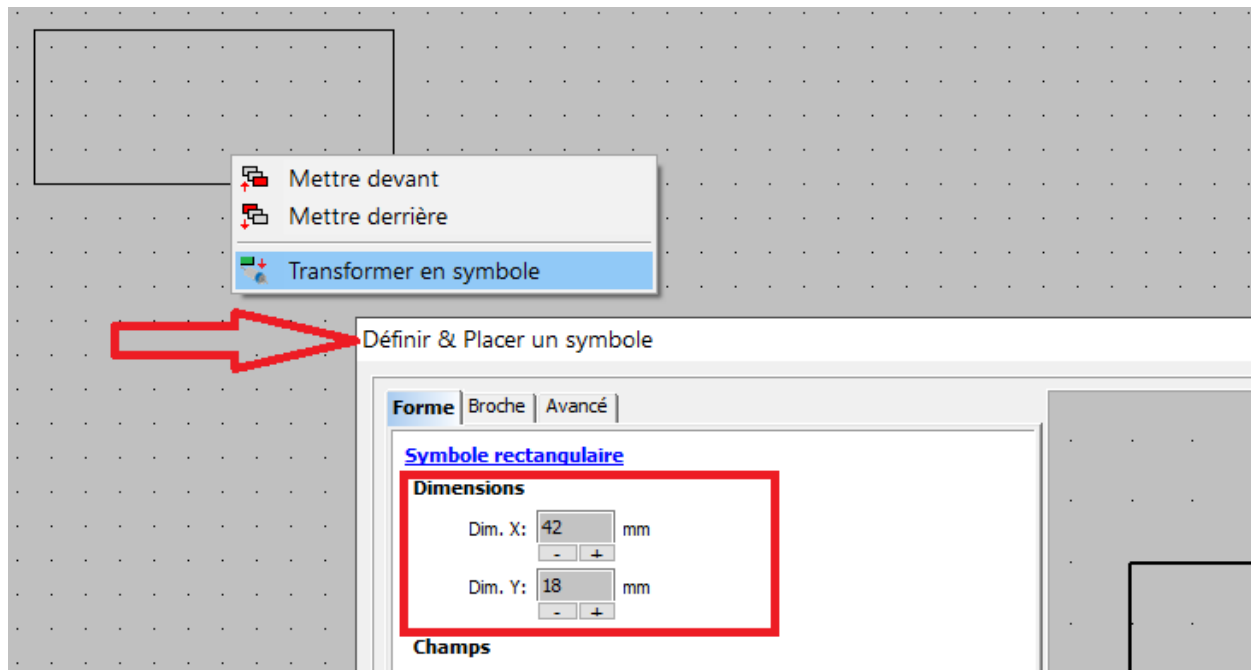 Mettre devant
Mettre derrière
Transformer en symbole
Définir & Placer un symbole
Forme Broche Avancé
Symbole rectangulaire
Dimensions
Dim. X: 42 mm
- +
Dim. Y: 18 mm
- +
Champs